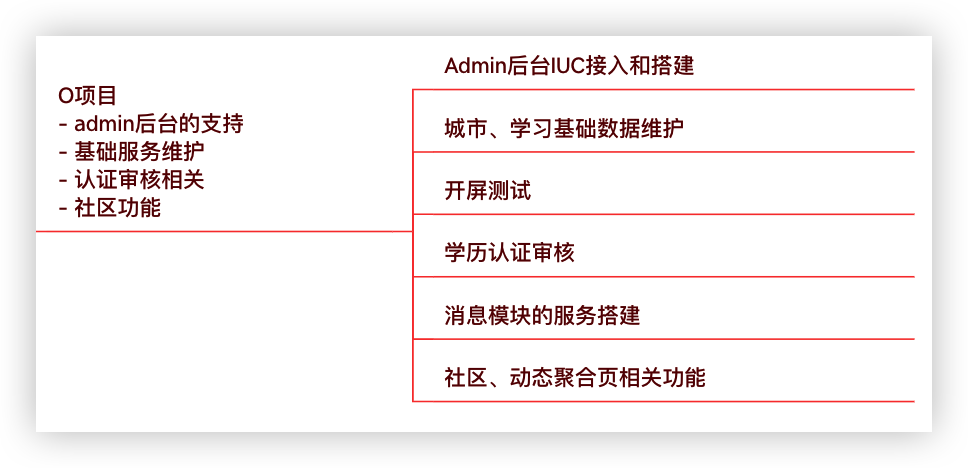 O项目
- admin后台的支持
- 基础服务维护
- 认证审核相关
- 社区功能
Admin后台IUC接入和搭建
城市、学习基础数据维护
开屏测试
学历认证审核
消息模块的服务搭建
社区、动态聚合页相关功能